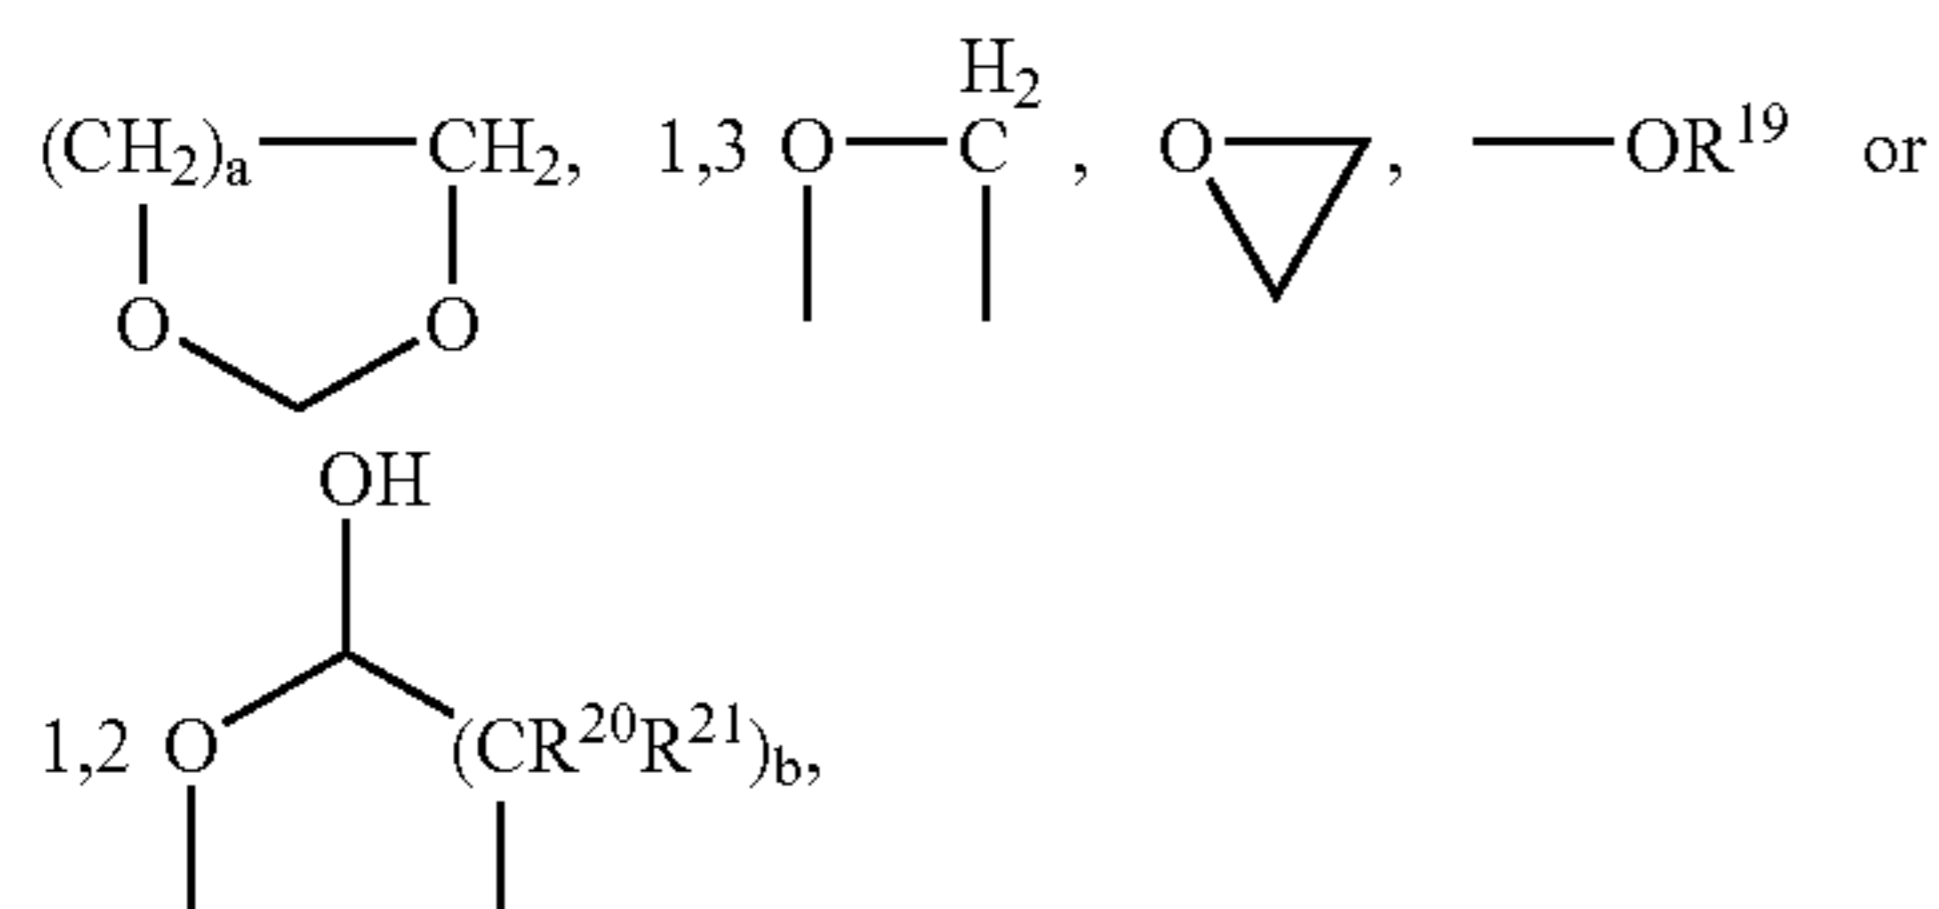 H₂
(CH₂)ₐ CH₂, 1,3 O C , O , OR¹⁹ or
O O
OH
1,2 O (CR²⁰R²¹)b,